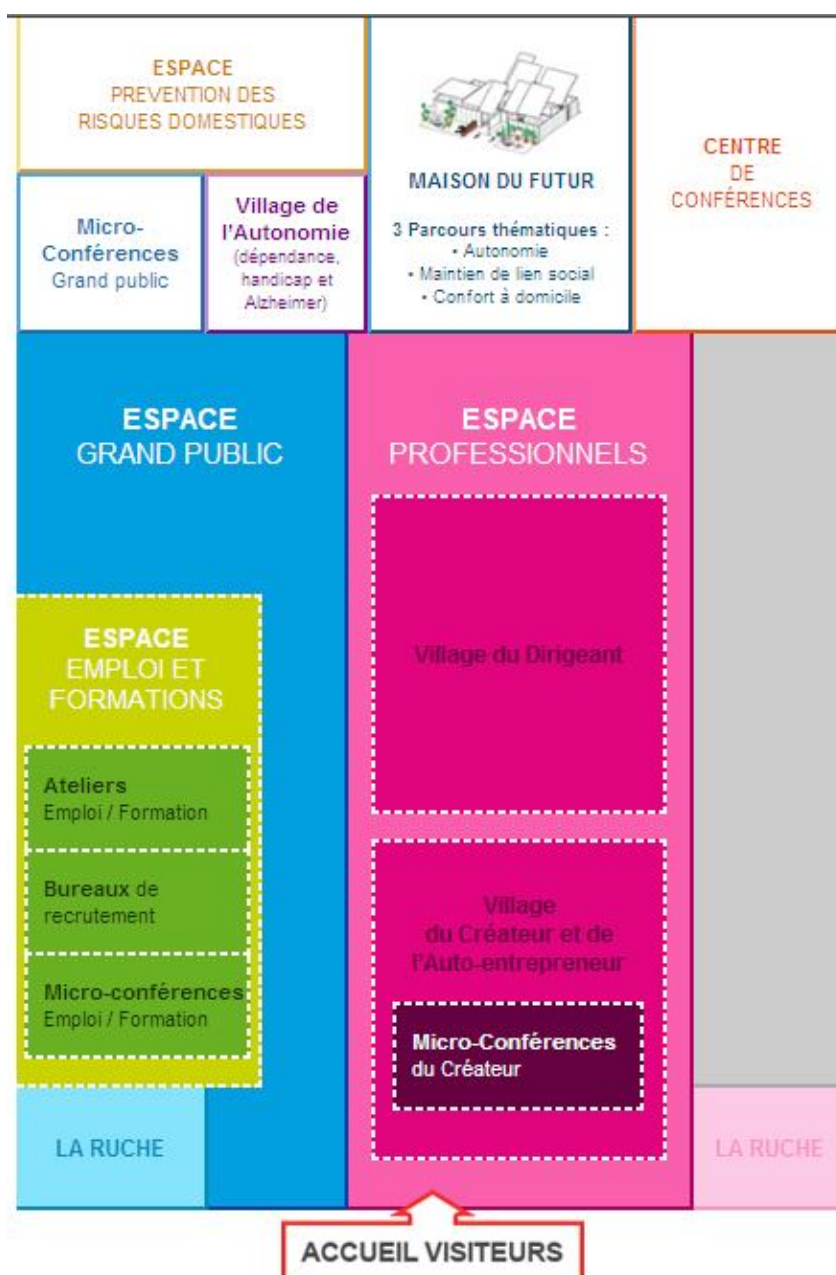 ESPACE
PREVENTION DES
RISQUES DOMESTIQUES
Micro-
Conférences
Grand public
Village de
l'Autonomie
(dépendance,
handicap et
Alzheimer)
MAISON DU FUTUR
3 Parcours thématiques :
• Autonomie
• Maintien de lien social
• Confort à domicile
CENTRE
DE
CONFÉRENCES
ESPACE
GRAND PUBLIC
ESPACE
PROFESSIONNELS
ESPACE
EMPLOI ET
FORMATIONS
Ateliers
Emploi / Formation
Bureaux de
recrutement
Micro-conférences
Emploi / Formation
Village du Dirigeant
Village
du Créateur et de
l'Auto-entrepreneur
Micro-Conférences
du Créateur
LA RUCHE
LA RUCHE
ACCUEIL VISITEURS